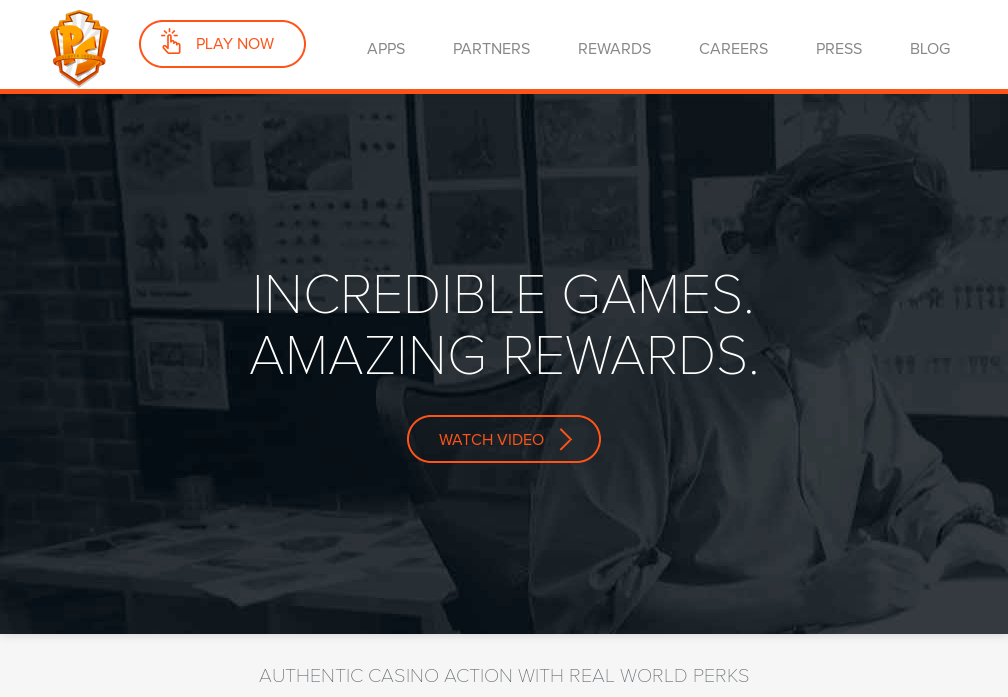 PLAY NOW
APPS
PARTNERS
REWARDS
CAREERS
PRESS
BLOG
INCREDIBLE GAMES.
AMAZING REWARDS.
WATCH VIDEO
AUTHENTIC CASINO ACTION WITH REAL WORLD PERKS